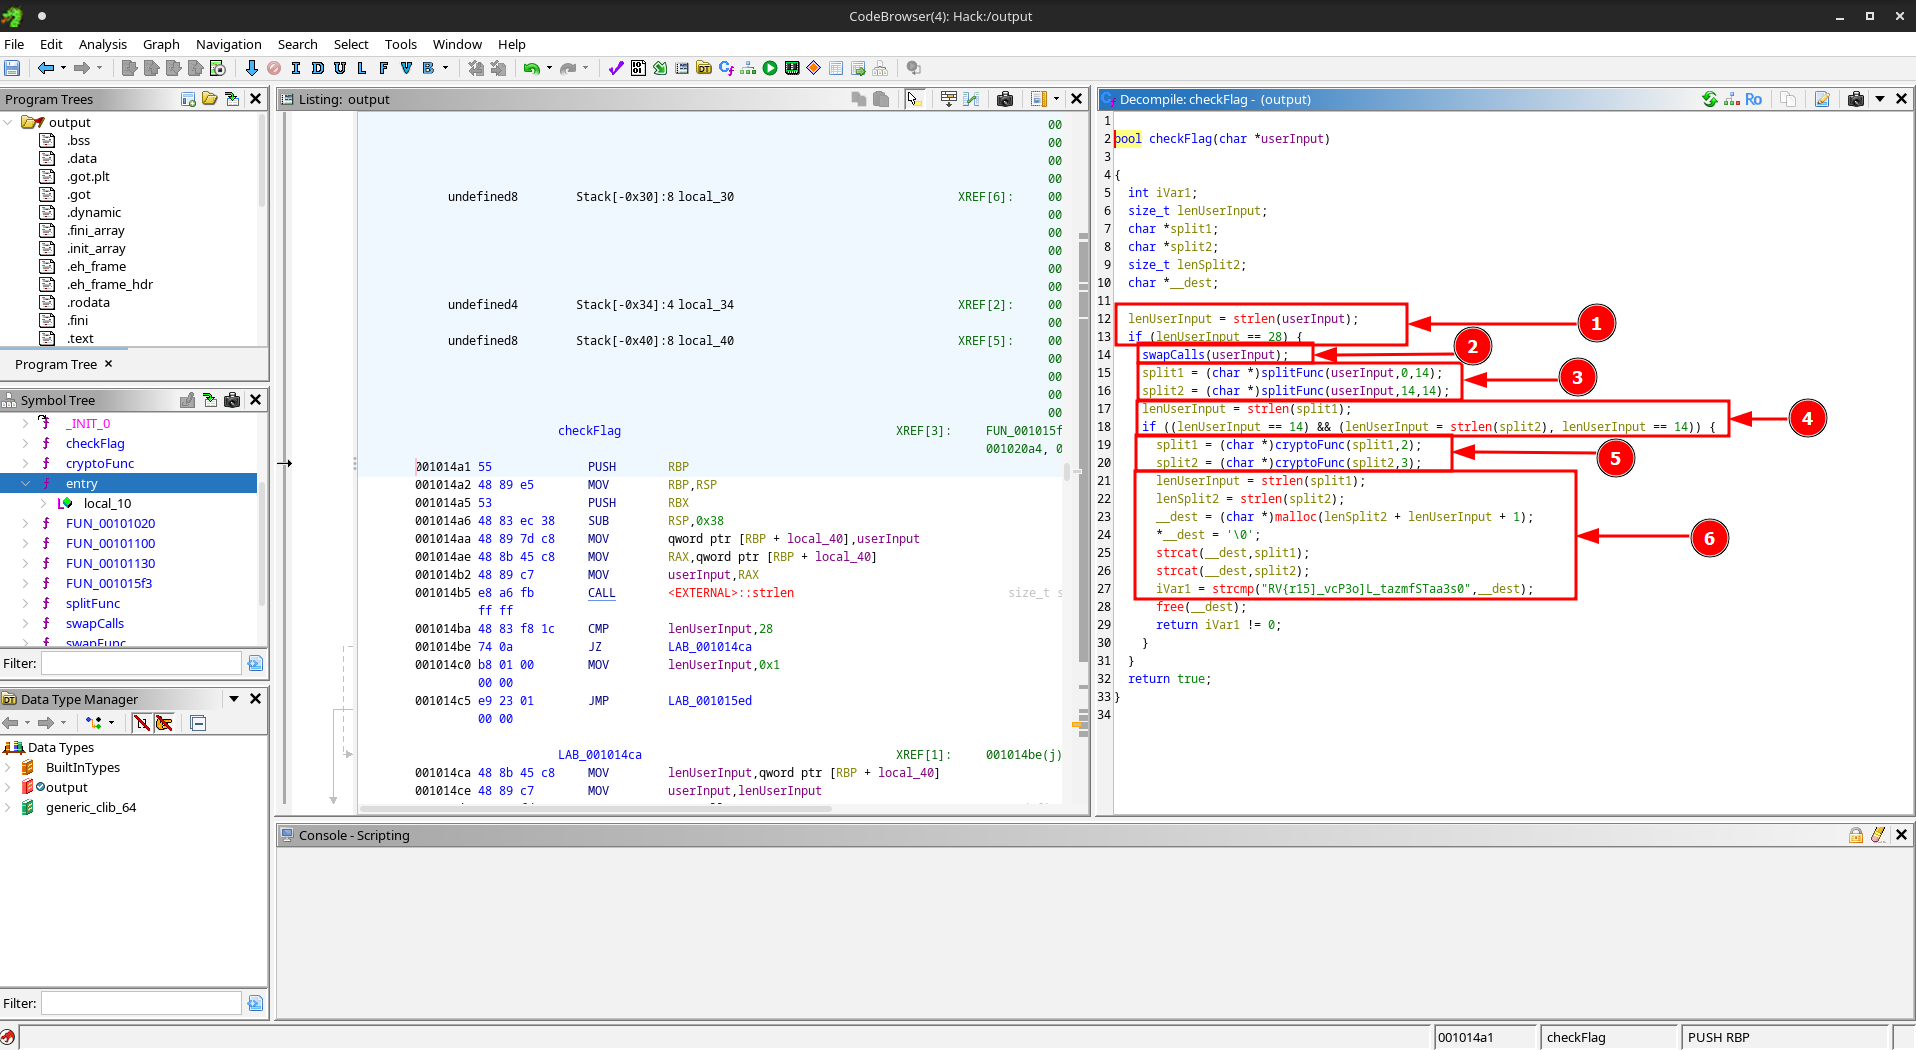 CodeBrowser(4): Hack:/output
File Edit Analysis Graph Navigation Search Select Tools Window Help
I D U L F V B
Program Trees
output
.bss
.data
.got.plt
.got
.dynamic
.fini_array
.init_array
.eh_frame
.eh_frame_hdr
.rodata
.fini
.text
Program Tree ×
Symbol Tree
_INIT_0
checkFlag
cryptoFunc
entry
local_10
FUN_00101020
FUN_00101100
FUN_00101130
FUN_001015f3
splitFunc
swapCalls
swapFunc
Filter:
Data Type Manager
Data Types
BuiltInTypes
output
generic_clib_64
Filter:
Listing: output
00
00
00
00
undefined8 Stack[-0x30]:8 local_30 XREF[6]: 00
00
00
00
00
00
undefined4 Stack[-0x34]:4 local_34 XREF[2]: 00
00
undefined8 Stack[-0x40]:8 local_40 XREF[5]: 00
00
00
00
00
checkFlag XREF[3]: FUN_001015f
001020a4, 0
001014a1 55 PUSH RBP
001014a2 48 89 e5 MOV RBP,RSP
001014a5 53 PUSH RBX
001014a6 48 83 ec 38 SUB RSP,0x38
001014aa 48 89 7d c8 MOV qword ptr [RBP + local_40],userInput
001014ae 48 8b 45 c8 MOV RAX,qword ptr [RBP + local_40]
001014b2 48 89 c7 MOV userInput,RAX
001014b5 e8 a6 fb CALL <EXTERNAL>::strlen size_t s
ff ff
001014ba 48 83 f8 1c CMP lenUserInput,28
001014be 74 0a JZ LAB_001014ca
001014c0 b8 01 00 MOV lenUserInput,0x1
00 00
001014c5 e9 23 01 JMP LAB_001015ed
00 00
LAB_001014ca XREF[1]: 001014be(j)
001014ca 48 8b 45 c8 MOV lenUserInput,qword ptr [RBP + local_40]
001014ce 48 89 c7 MOV userInput,lenUserInput
Decompile: checkFlag - (output)
Ro
1
2 bool checkFlag(char *userInput)
3
4 {
5 int iVar1;
6 size_t lenUserInput;
7 char *split1;
8 char *split2;
9 size_t lenSplit2;
10 char *__dest;
11
12 lenUserInput = strlen(userInput);
13 if (lenUserInput == 28) {
14 swapCalls(userInput);
15 split1 = (char *)splitFunc(userInput,0,14);
16 split2 = (char *)splitFunc(userInput,14,14);
17 lenUserInput = strlen(split1);
18 if ((lenUserInput == 14) && (lenUserInput = strlen(split2), lenUserInput == 14)) {
19 split1 = (char *)cryptoFunc(split1,2);
20 split2 = (char *)cryptoFunc(split2,3);
21 lenUserInput = strlen(split1);
22 lenSplit2 = strlen(split2);
23 __dest = (char *)malloc(lenSplit2 + lenUserInput + 1);
24 *__dest = '\0';
25 strcat(__dest,split1);
26 strcat(__dest,split2);
27 iVar1 = strcmp("RV{r15]_vcP3o]L_tazmfSTaa3s0",__dest);
28 free(__dest);
29 return iVar1 != 0;
30 }
31 }
32 return true;
33 }
34
1
2
3
4
5
6
Console - Scripting
001014a1 checkFlag PUSH RBP